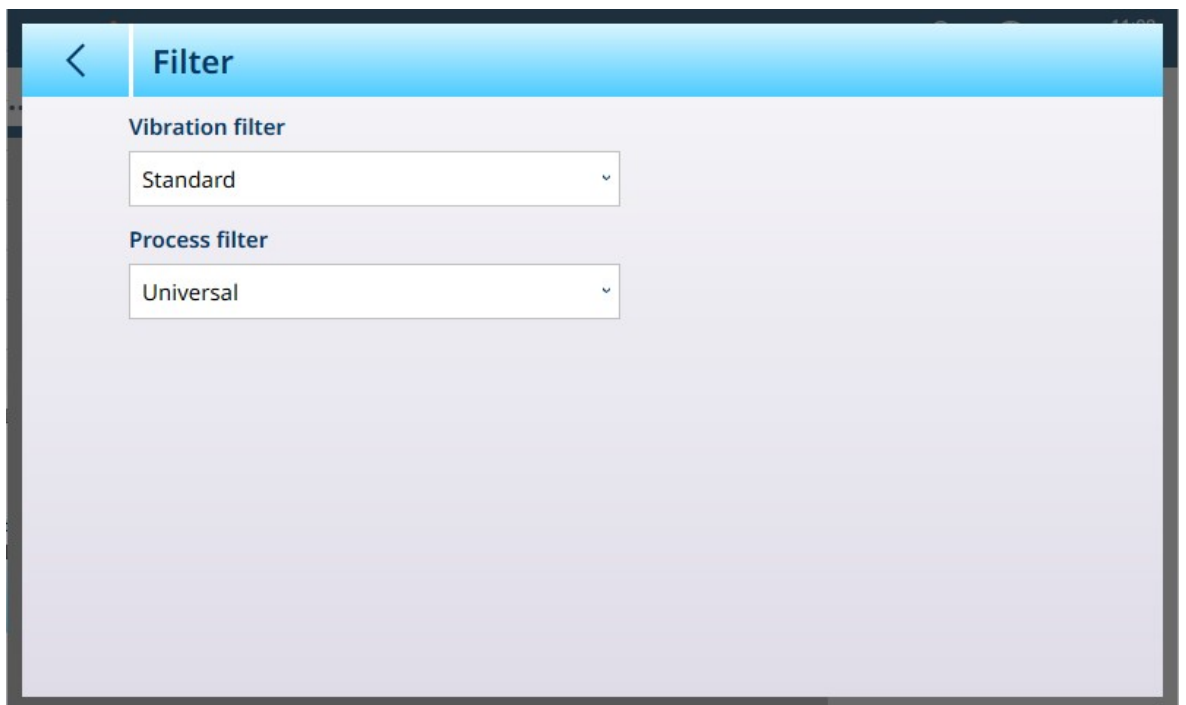 Filter
Vibration filter
Standard
Process filter
Universal